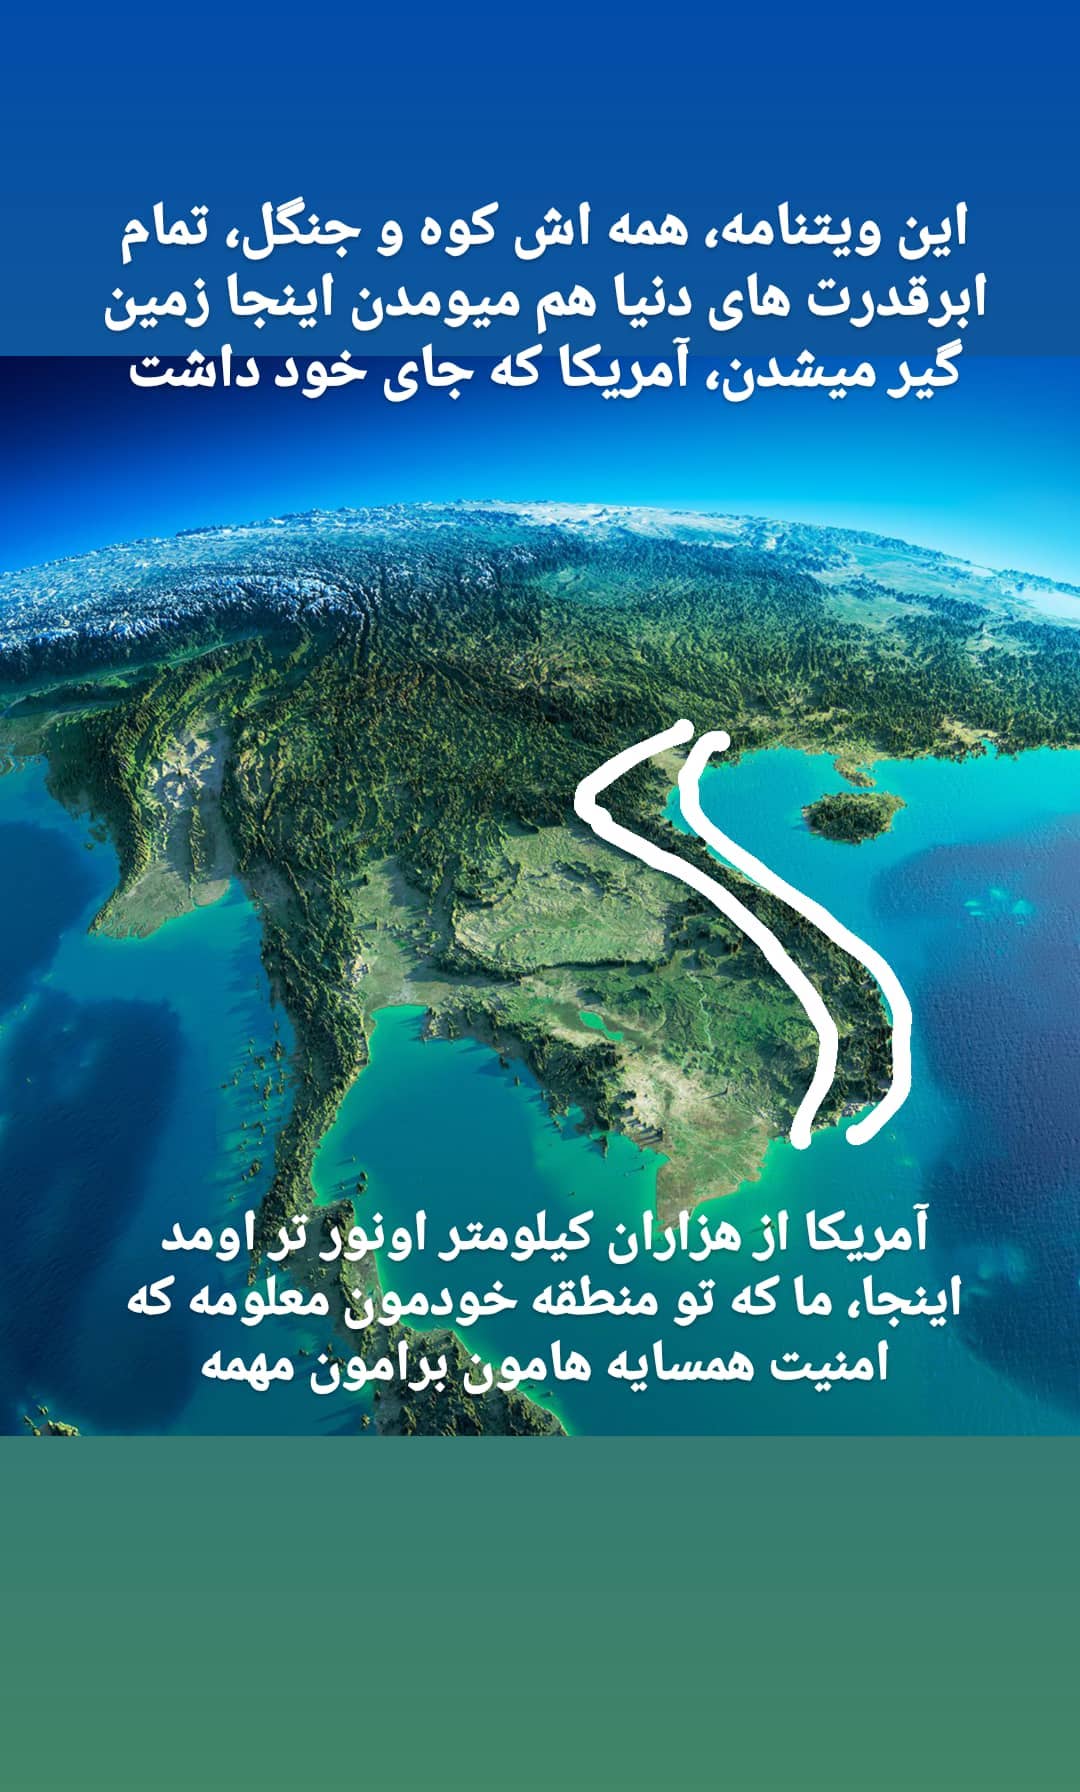 این ویتنامه، همه اش کوه و جنگل، تمام
ابرقدرت های دنیا هم میومدن اینجا زمین
گیر میشدن، آمریکا که جای خود داشت
آمریکا از هزاران کیلومتر اونور تر اومد
اینجا، ما که تو منطقه خودمون معلومه که
امنیت همسایه هامون برامون مهمه